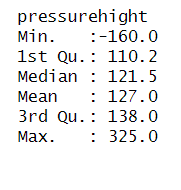 pressurehight
Min.   :-160.0
1st Qu.: 110.2
Median : 121.5
Mean   : 127.0
3rd Qu.: 138.0
Max.   : 325.0